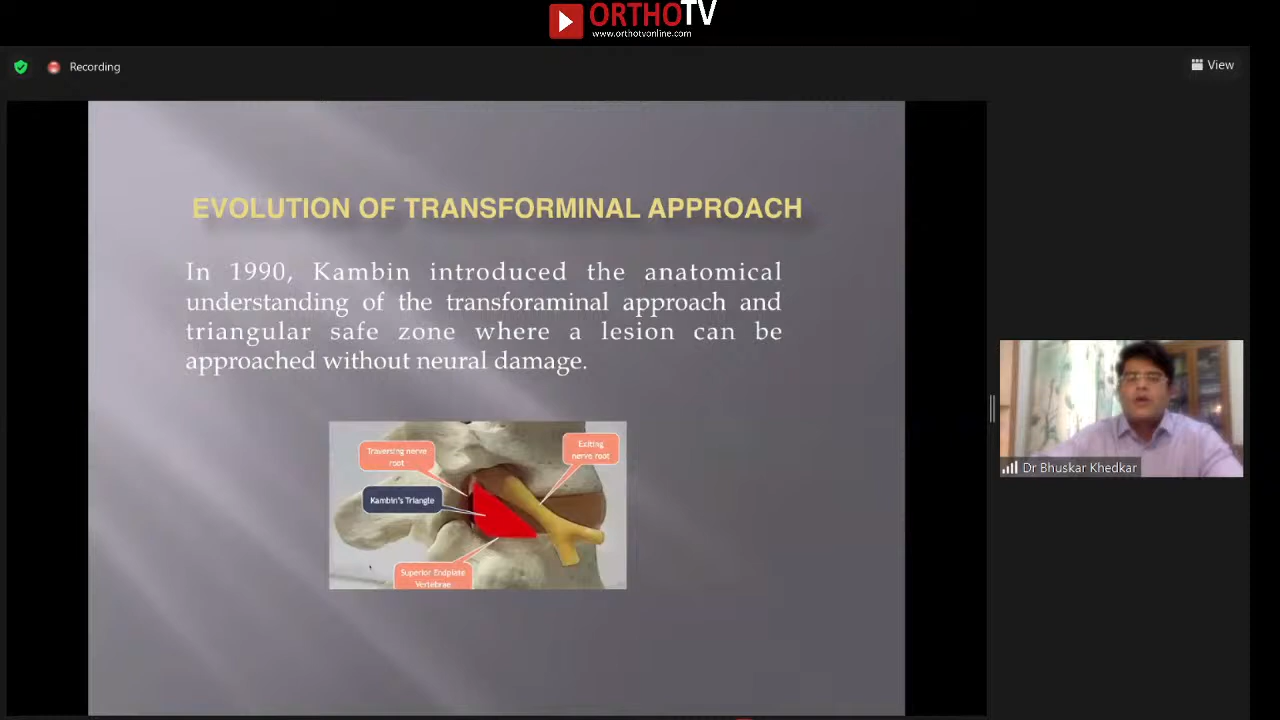 ORTHOTV
www.orthotvonline.com
Recording
View
EVOLUTION OF TRANSFORMINAL APPROACH
In 1990, Kambin introduced the anatomical
understanding of the transforaminal approach and
triangular safe zone where a lesion can be
approached without neural damage.
Traversing nerve
root
Exiting
nerve root
Kambin's Triangle
Superior Endplate
Vertebrae
Dr Bhuskar Khedkar